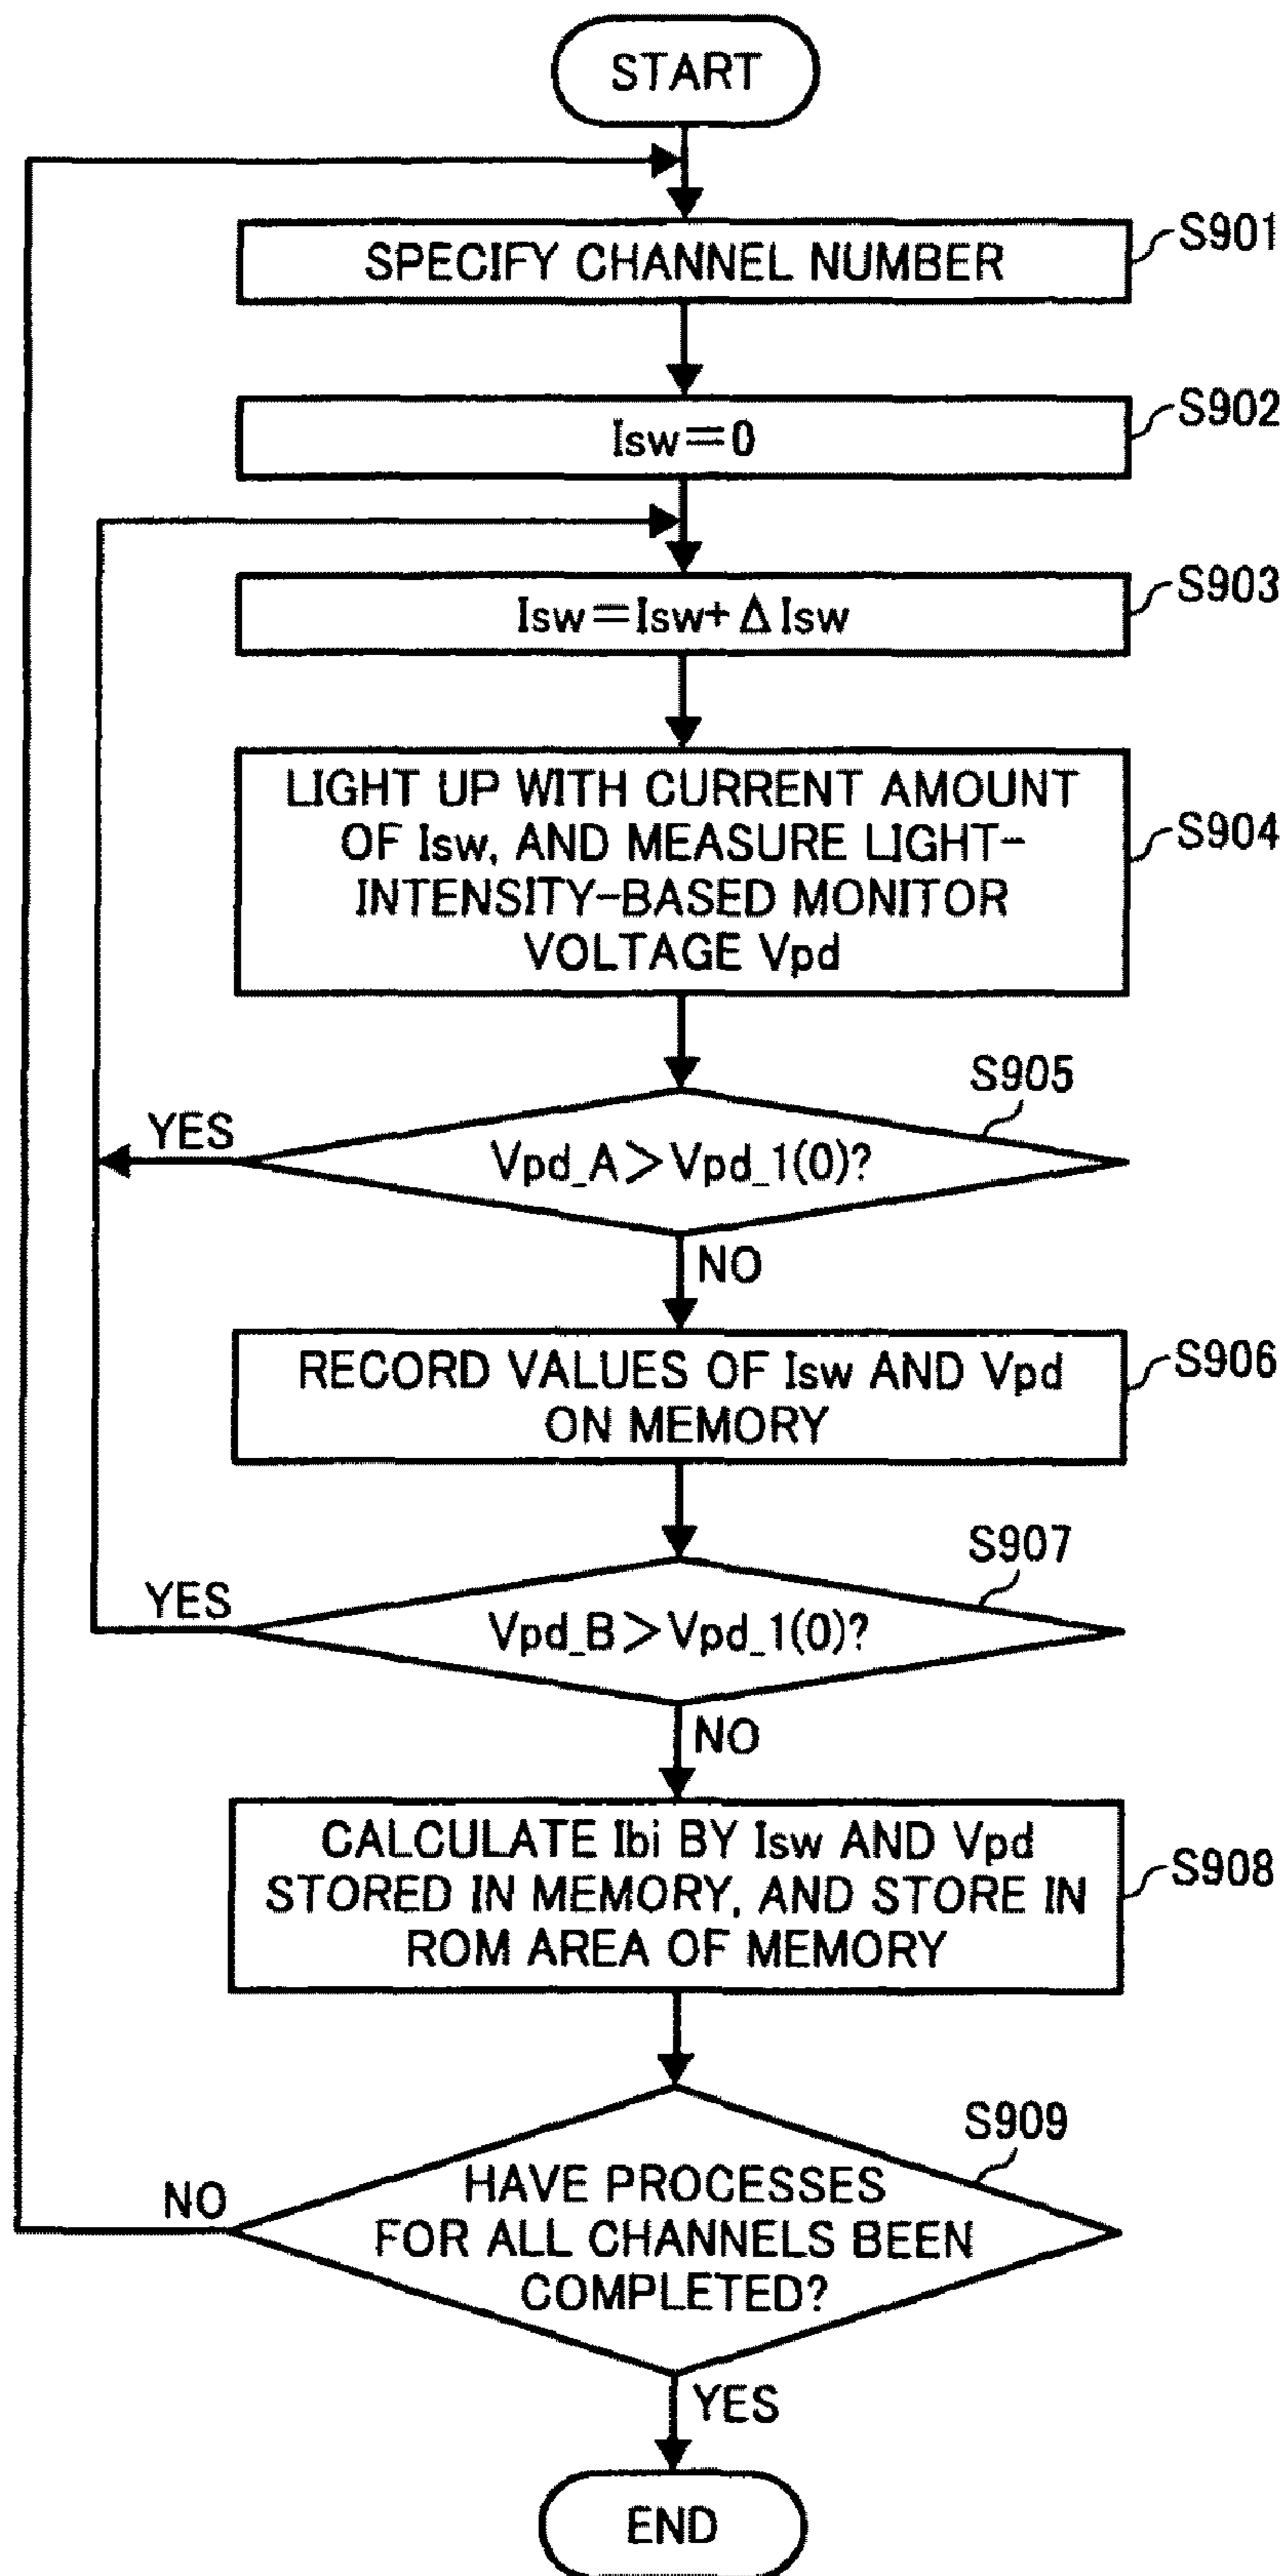 START
SPECIFY CHANNEL NUMBER
S901
Isw=0
S902
Isw=Isw+ΔIsw
S903
LIGHT UP WITH CURRENT AMOUNT
OF Isw, AND MEASURE LIGHT-
INTENSITY-BASED MONITOR
VOLTAGE Vpd
S904
S905
YES
Vpd_A>Vpd_1(0)?
NO
RECORD VALUES OF Isw AND Vpd
ON MEMORY
S906
S907
YES
Vpd_B>Vpd_1(0)?
NO
CALCULATE Ibi BY Isw AND Vpd
STORED IN MEMORY, AND STORE IN
ROM AREA OF MEMORY
S908
S909
NO
HAVE PROCESSES
FOR ALL CHANNELS BEEN
COMPLETED?
YES
END